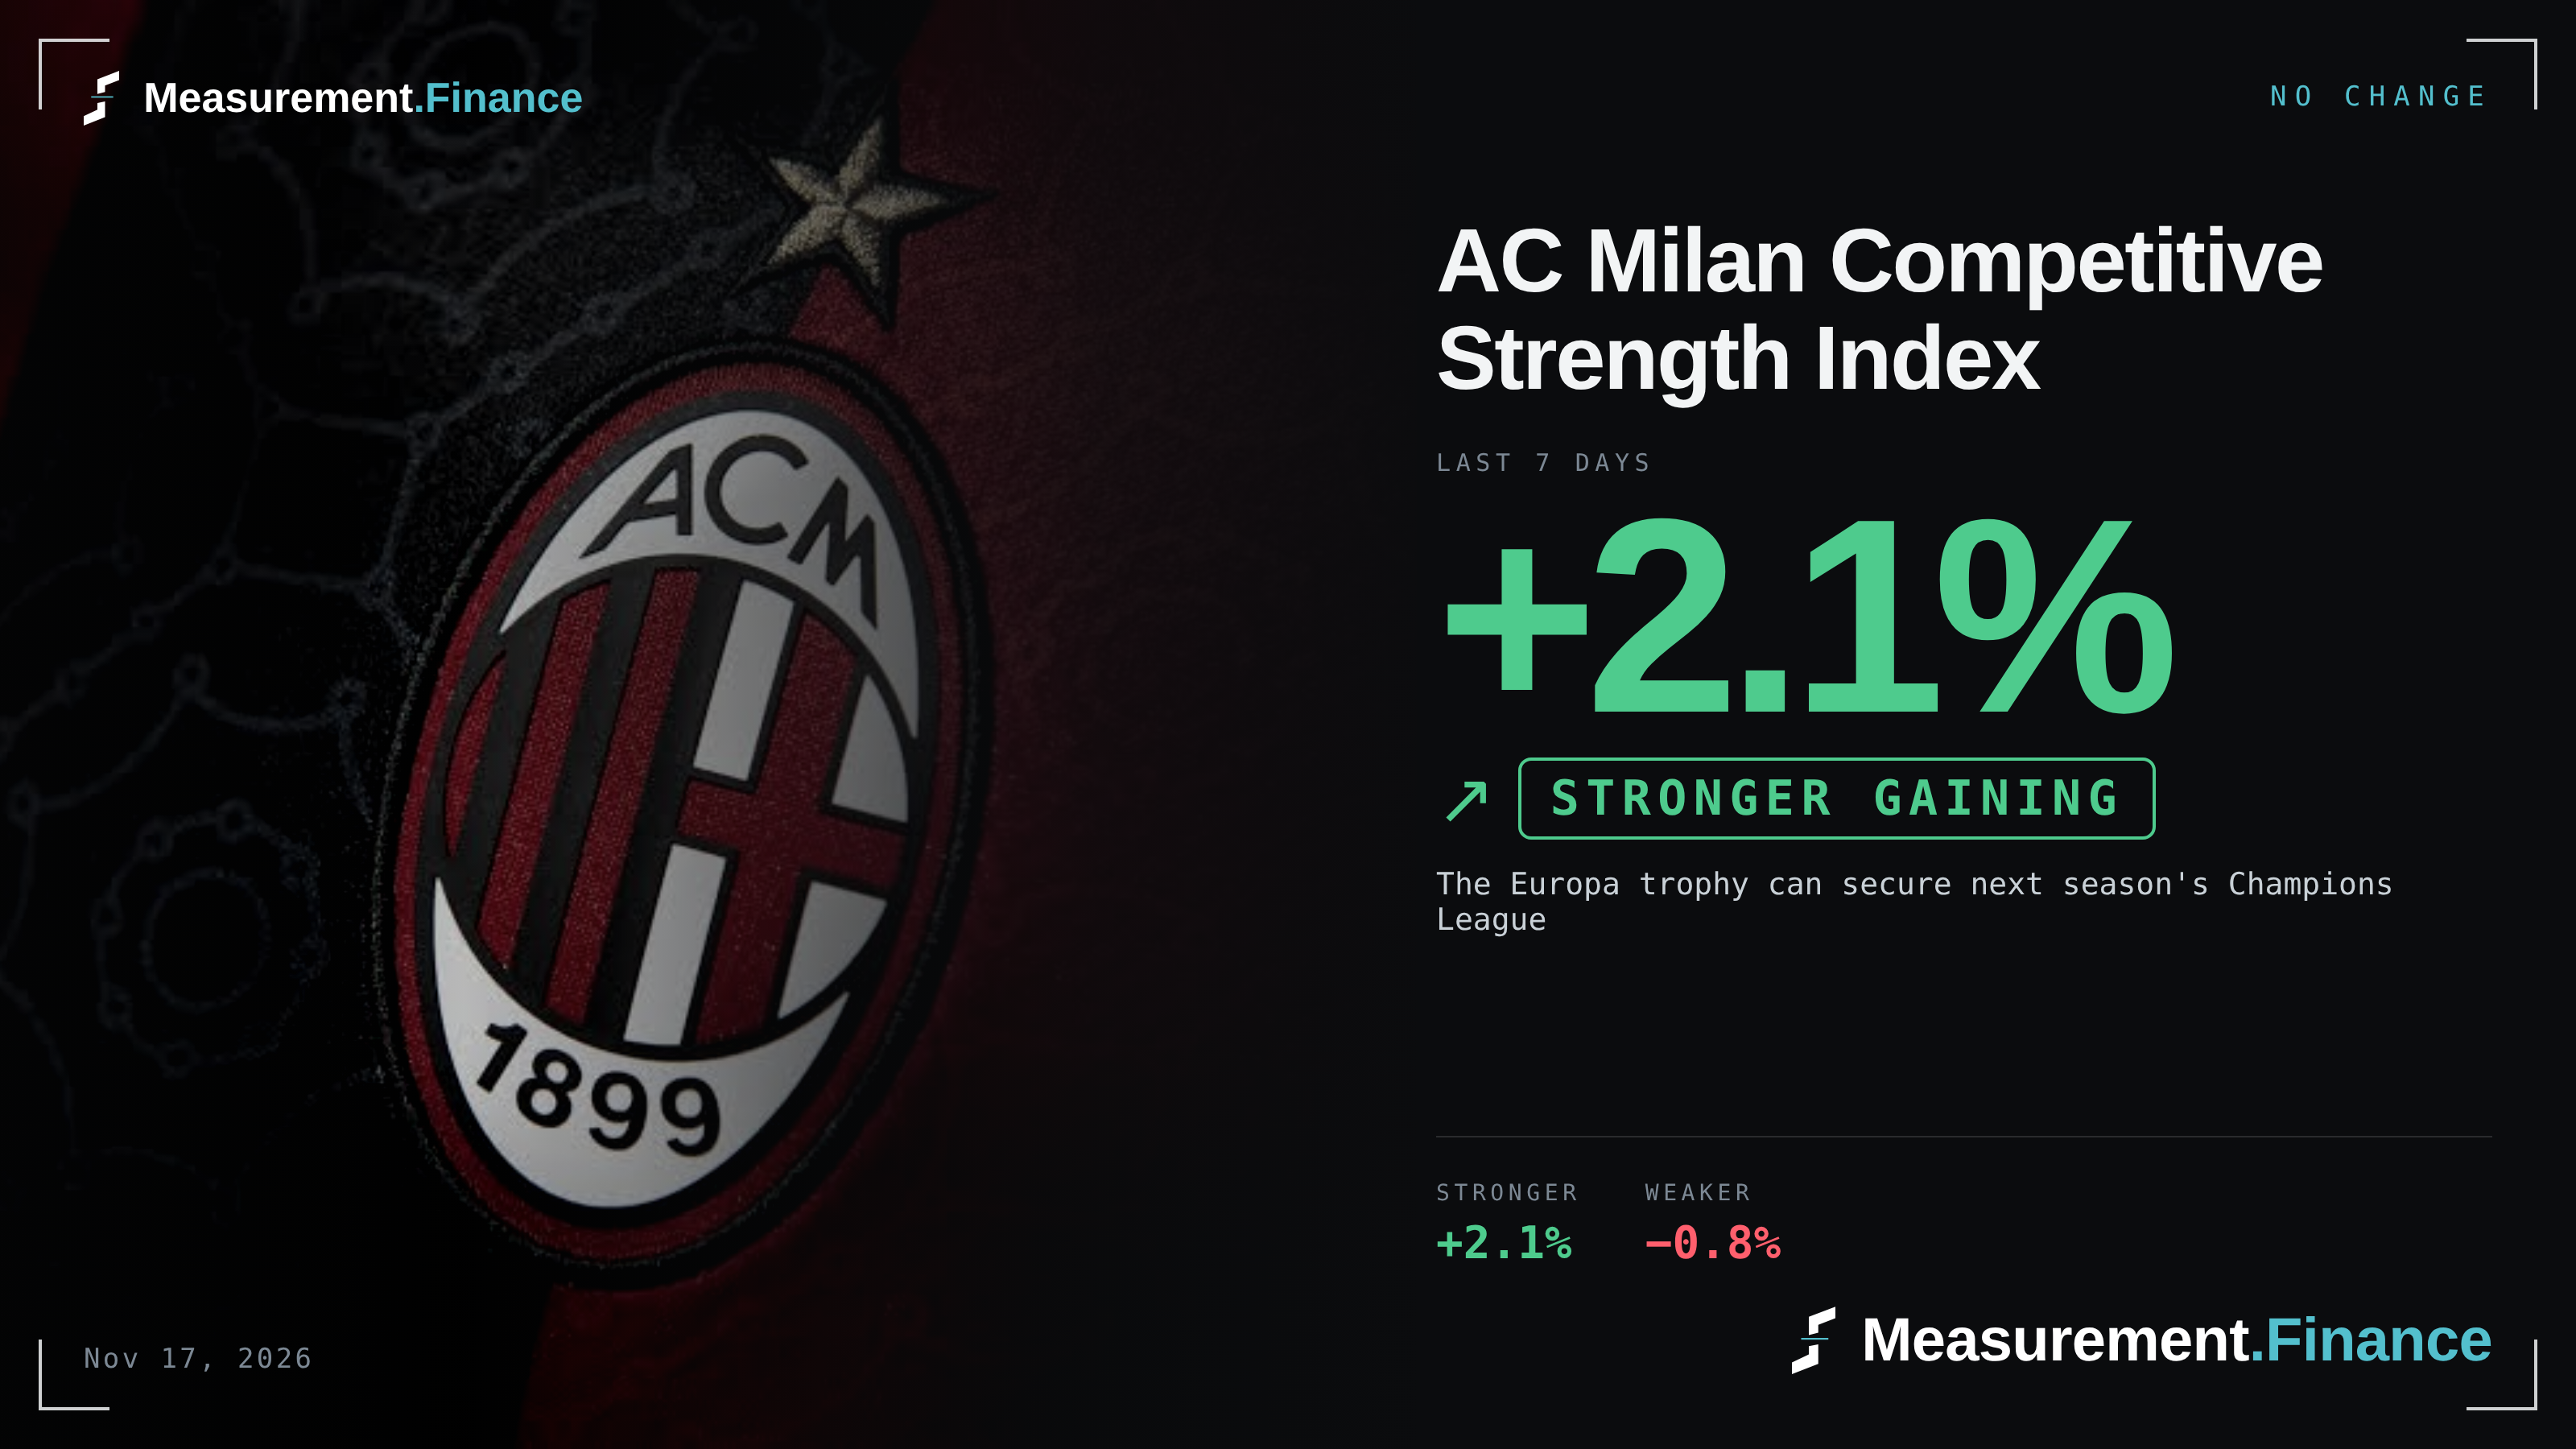 Measurement.Finance
NO CHANGE
AC Milan Competitive
Strength Index
LAST 7 DAYS
+2.1%
↗ STRONGER GAINING
The Europa trophy can secure next season's Champions
League
ACM
1899
STRONGER WEAKER
+2.1% −0.8%
Nov 17, 2026
Measurement.Finance